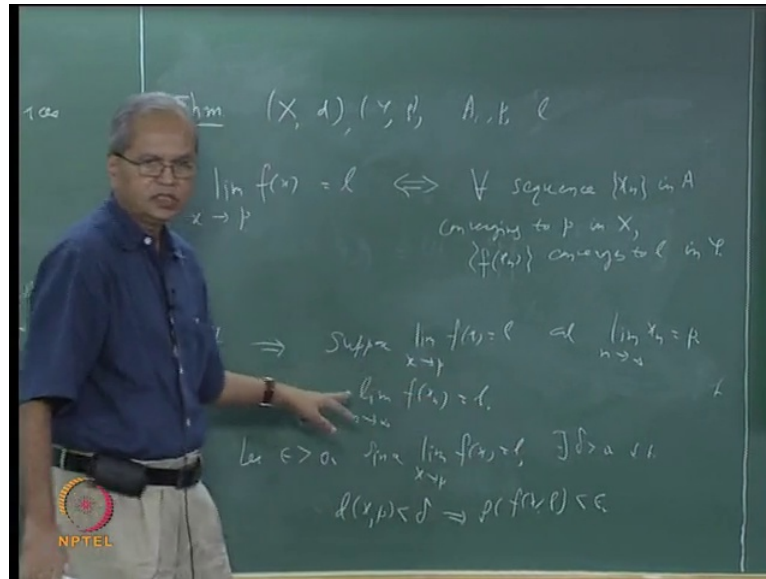 Thm (X, d), (Y, ρ), A, p, l
lim f(x) = l ⇔ ∀ sequence {xn} in A
x → p
converging to p in X,
{f(xn)} converges to l in Y.
⇒ Suppose lim f(x) = l and lim xn = p
x → p n → ∞
lim f(xn) = l.
n → ∞
Let ε > 0, Since lim f(x) = l, ∃ δ > 0 s.t.
x → p
d(x, p) < δ ⇒ ρ(f(x), l) < ε
NPTEL